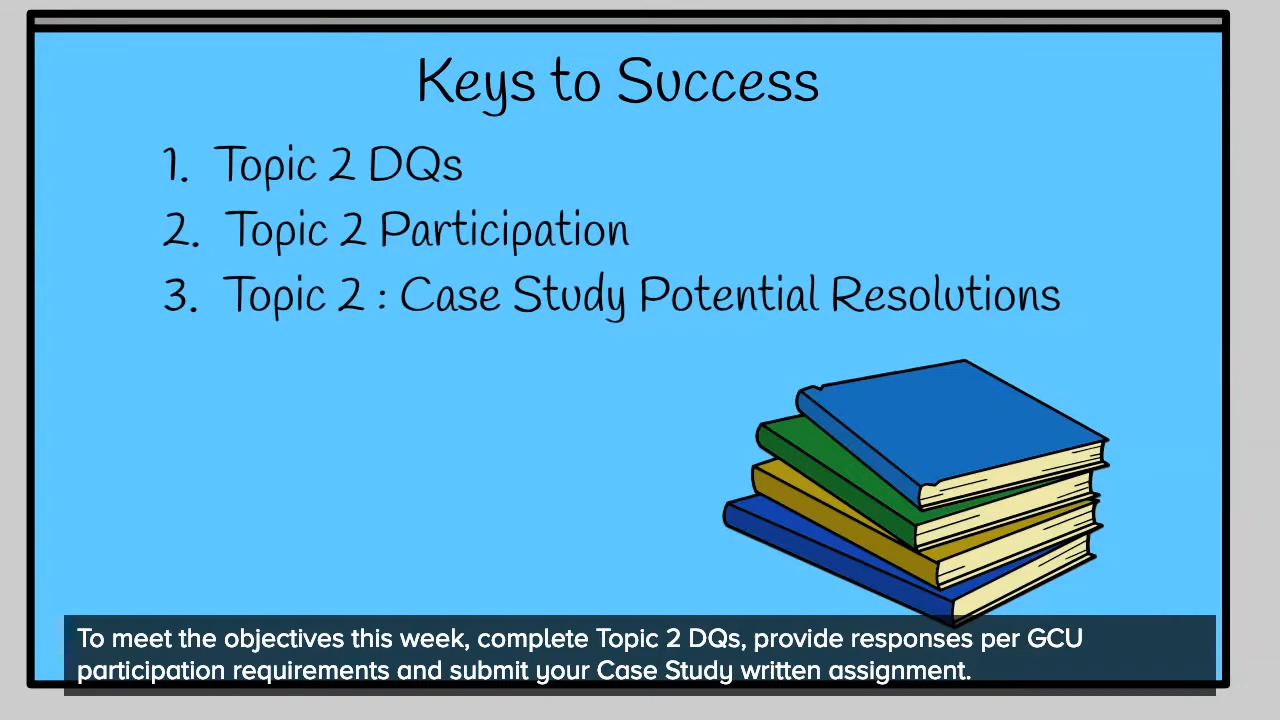 Keys to Success
1. Topic 2 DQs
2. Topic 2 Participation
3. Topic 2 : Case Study Potential Resolutions
To meet the objectives this week, complete Topic 2 DQs, provide responses per GCU
participation requirements and submit your Case Study written assignment.